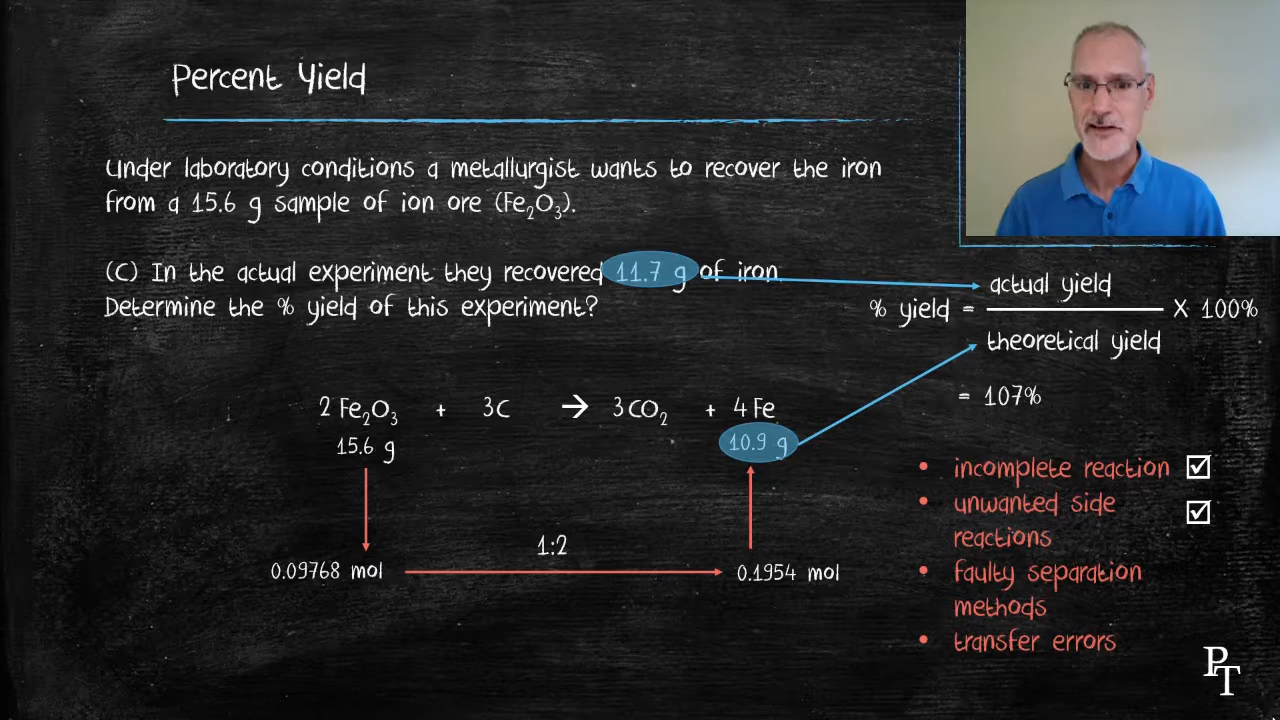 Percent Yield
Under laboratory conditions a metallurgist wants to recover the iron
from a 15.6 g sample of ion ore (Fe₂O₃).
(C) In the actual experiment they recovered 11.7 g of iron.
Determine the % yield of this experiment?
% yield = actual yield
theoretical yield
X 100%
= 107%
2 Fe₂O₃ + 3C → 3CO₂ + 4 Fe
15.6 g 10.9 g
1:2
0.09768 mol 0.1954 mol
• incomplete reaction ☑
• unwanted side ☑
reactions
• faulty separation
methods
• transfer errors
PT